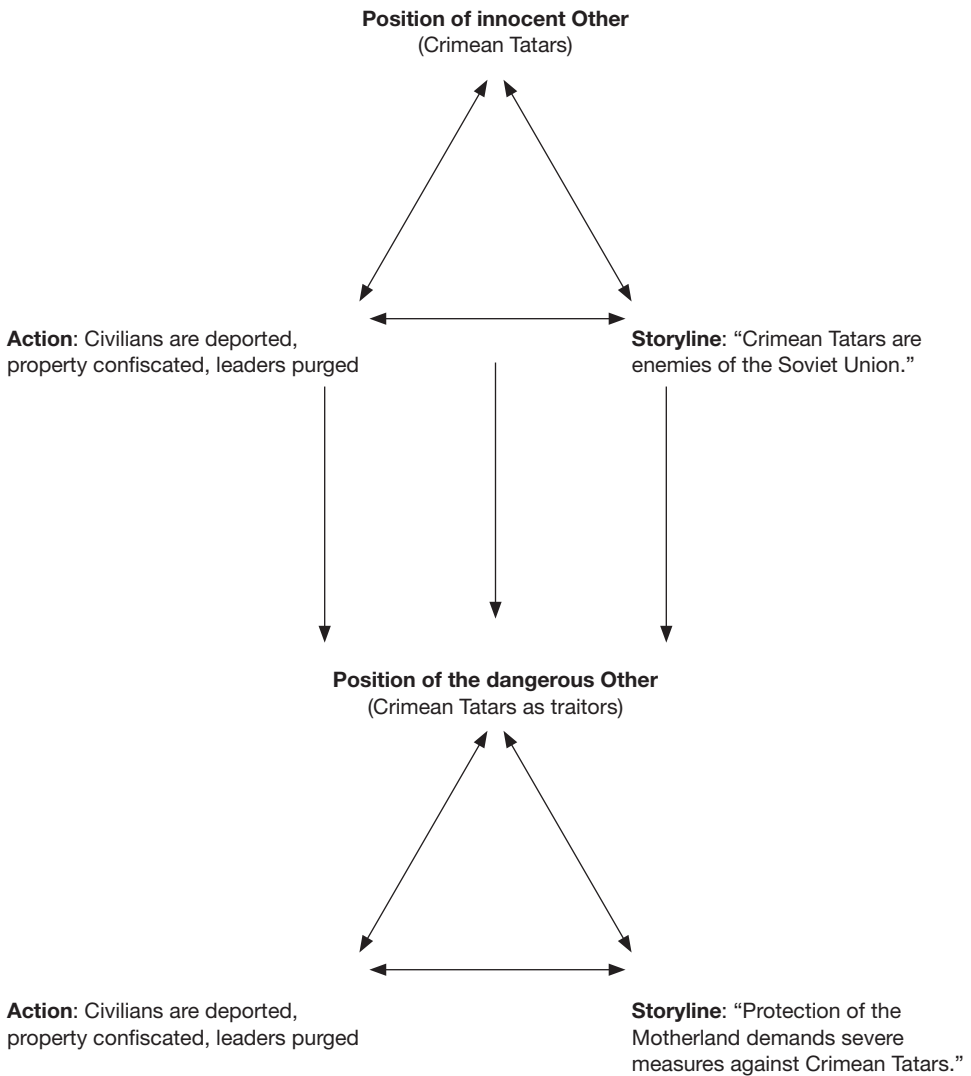 Position of innocent Other
(Crimean Tatars)
Action: Civilians are deported,
property confiscated, leaders purged
Storyline: “Crimean Tatars are
enemies of the Soviet Union.”
Position of the dangerous Other
(Crimean Tatars as traitors)
Action: Civilians are deported,
property confiscated, leaders purged
Storyline: “Protection of the
Motherland demands severe
measures against Crimean Tatars.”